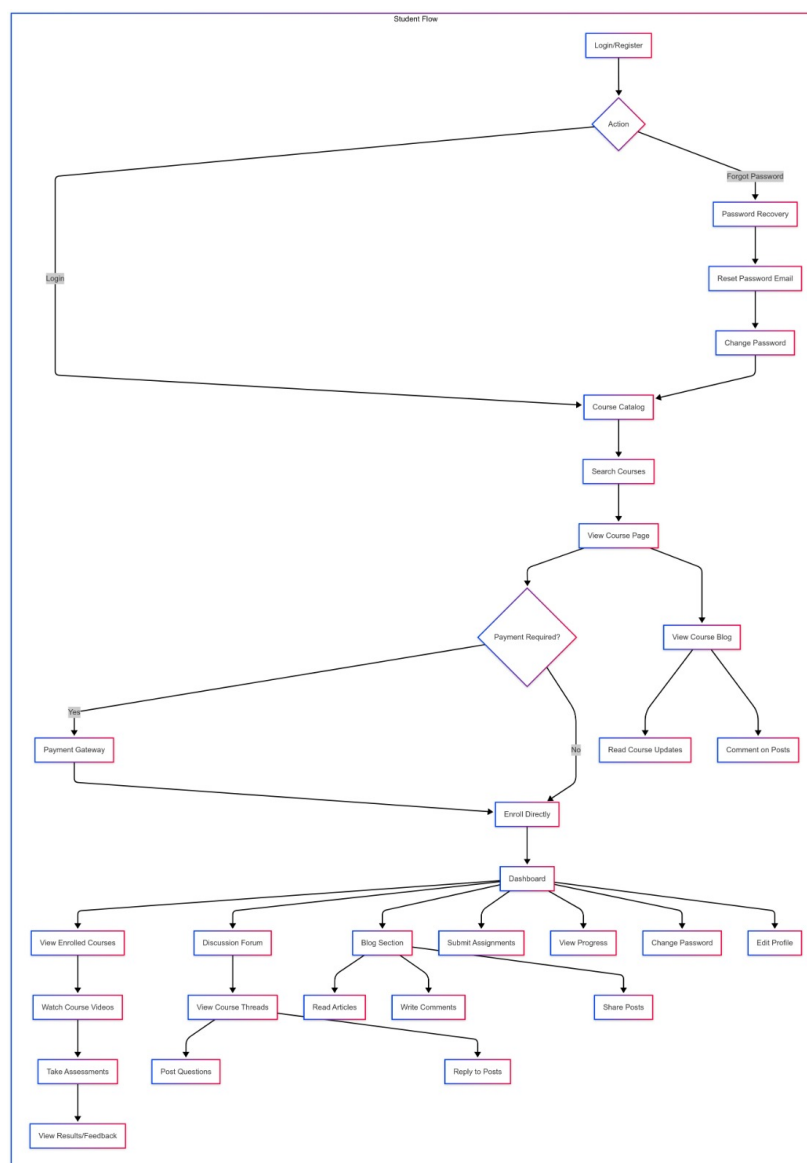 Student Flow
Login/Register
Action
Forgot Password
Password Recovery
Login
Reset Password Email
Change Password
Course Catalog
Search Courses
View Course Page
Payment Required?
View Course Blog
Yes
Payment Gateway
No
Read Course Updates
Comment on Posts
Enroll Directly
Dashboard
View Enrolled Courses
Discussion Forum
Blog Section
Submit Assignments
View Progress
Change Password
Edit Profile
Watch Course Videos
View Course Threads
Read Articles
Write Comments
Share Posts
Take Assessments
Post Questions
Reply to Posts
View Results/Feedback